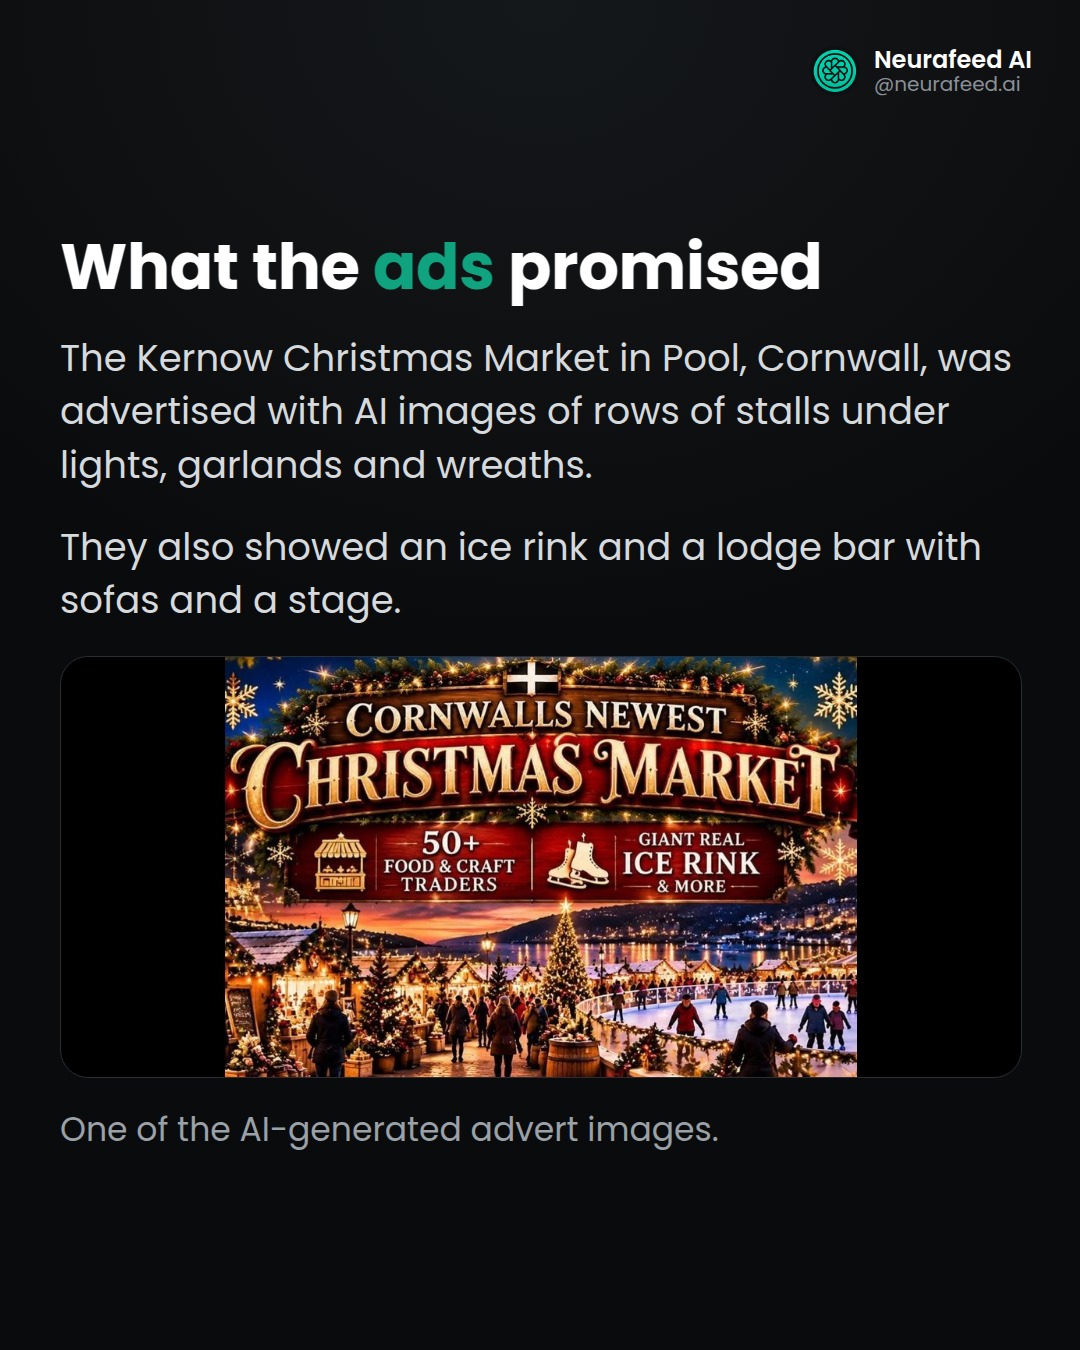 Neurafeed AI
@neurafeed.ai
What the ads promised
The Kernow Christmas Market in Pool, Cornwall, was
advertised with AI images of rows of stalls under
lights, garlands and wreaths.
They also showed an ice rink and a lodge bar with
sofas and a stage.
CORNWALLS NEWEST
CHRISTMAS MARKET
50+
FOOD & CRAFT
TRADERS
GIANT REAL
ICE RINK
& MORE
One of the AI-generated advert images.